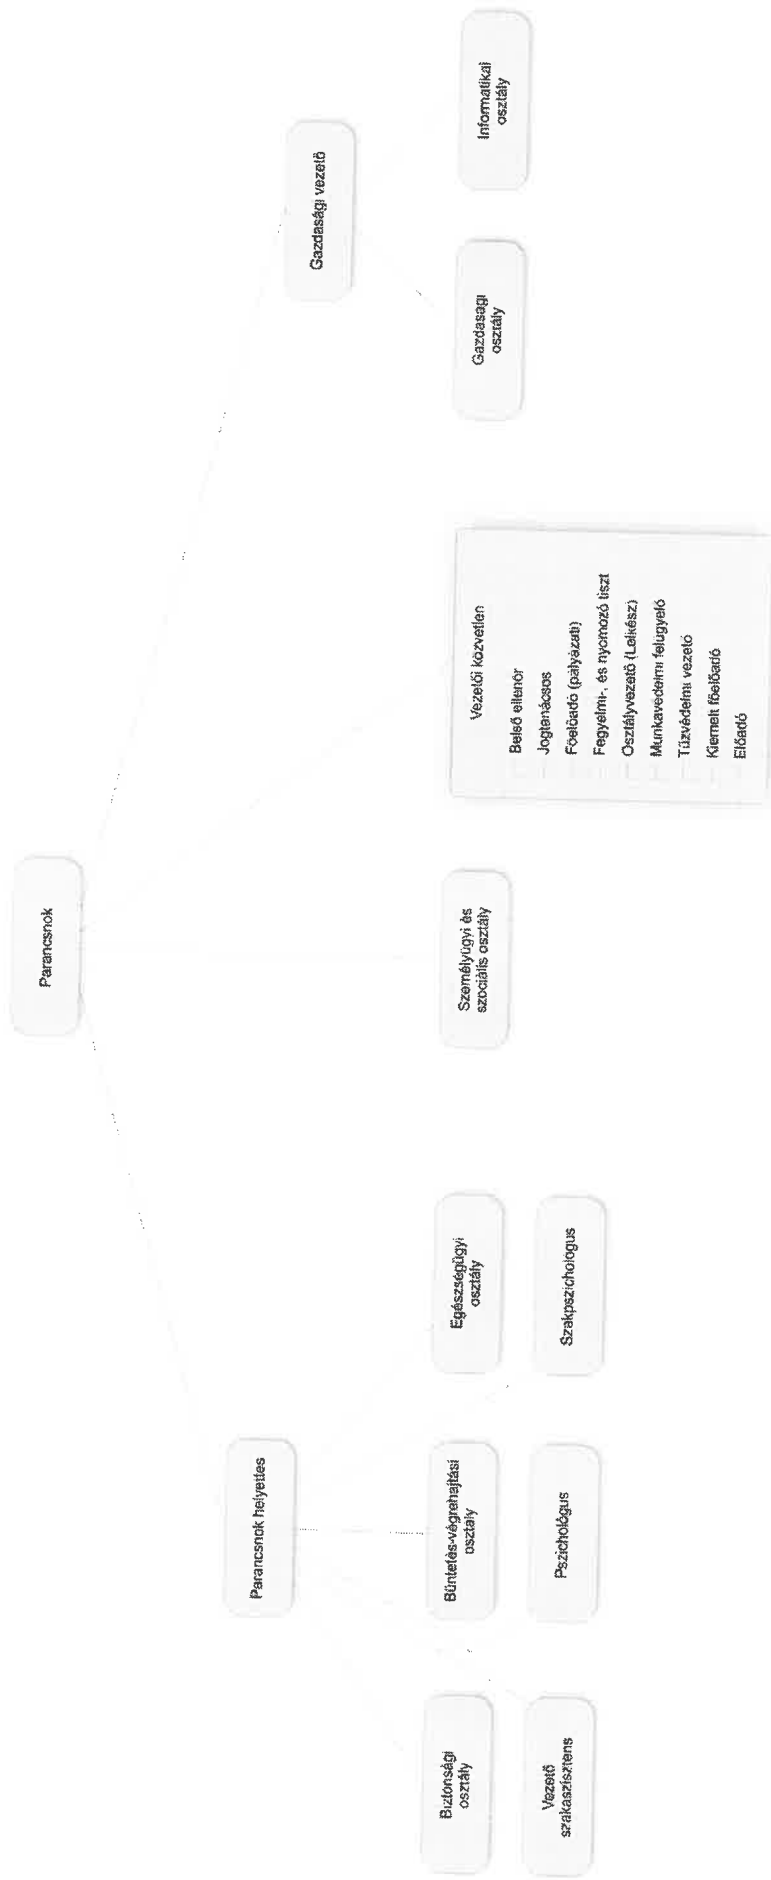 Parancsnok
Parancsnok helyettes
Gazdasági vezető
Biztonsági
osztály
Büntetés-végrehajtási
osztály
Egészségügyi
osztály
Személyügyi és
szociális osztály
Vezetői közvetlen
Belső ellenőr
Jogtanácsos
Főelőadó (pályázati)
Fegyelmi-, és nyomozó tiszt
Osztályvezető (Lelkész)
Munkavédelmi felügyelő
Tűzvédelmi vezető
Kiemelt főelőadó
Előadó
Gazdasági
osztály
Informatikai
osztály
Vezető
szakasszisztens
Pszichológus
Szakpszichológus